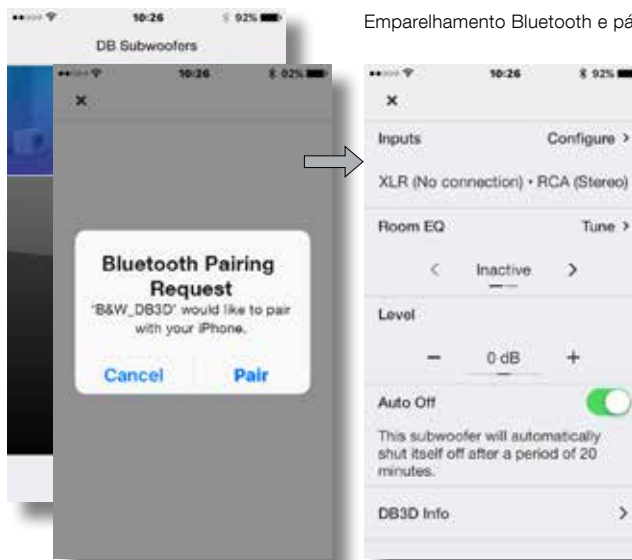 Emparelhamento Bluetooth e pá
10:26
92%
DB Subwoofers
10:26
92%
×
Bluetooth Pairing
Request
"B&W_DB3D" would like to pair
with your iPhone.
Cancel
Pair
10:26
92%
×
Inputs
Configure >
XLR (No connection) • RCA (Stereo)
Room EQ
Tune >
< Inactive >
Level
− 0 dB +
Auto Off
This subwoofer will automatically
shut itself off after a period of 20
minutes.
DB3D Info >